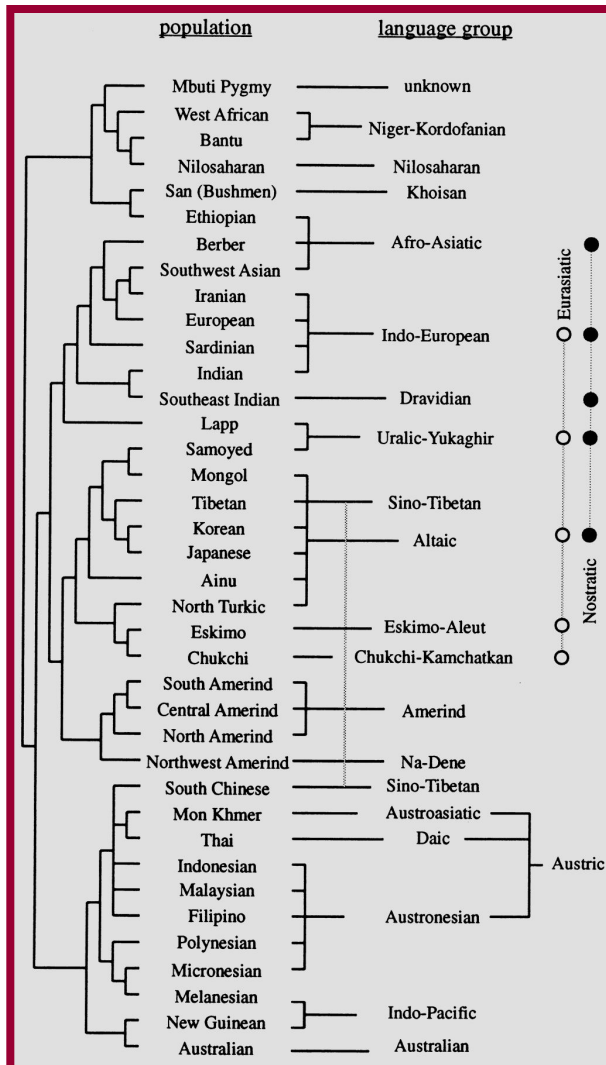 population language group
Mbuti Pygmy unknown
West African
Niger-Kordofanian
Bantu
Nilosaharan Nilosaharan
San (Bushmen) Khoisan
Ethiopian
Berber Afro-Asiatic
Southwest Asian
Iranian
European
Indo-European
Sardinian
Indian
Southeast Indian Dravidian
Lapp
Uralic-Yukaghir
Samoyed
Mongol
Tibetan Sino-Tibetan
Korean
Altaic
Japanese
Ainu
North Turkic
Eskimo Eskimo-Aleut
Chukchi Chukchi-Kamchatkan
South Amerind
Central Amerind Amerind
North Amerind
Northwest Amerind Na-Dene
South Chinese Sino-Tibetan
Mon Khmer Austroasiatic
Thai Daic
Indonesian
Austric
Malaysian
Filipino Austronesian
Polynesian
Micronesian
Melanesian
Indo-Pacific
New Guinean
Australian Australian
Eurasiatic
Nostratic